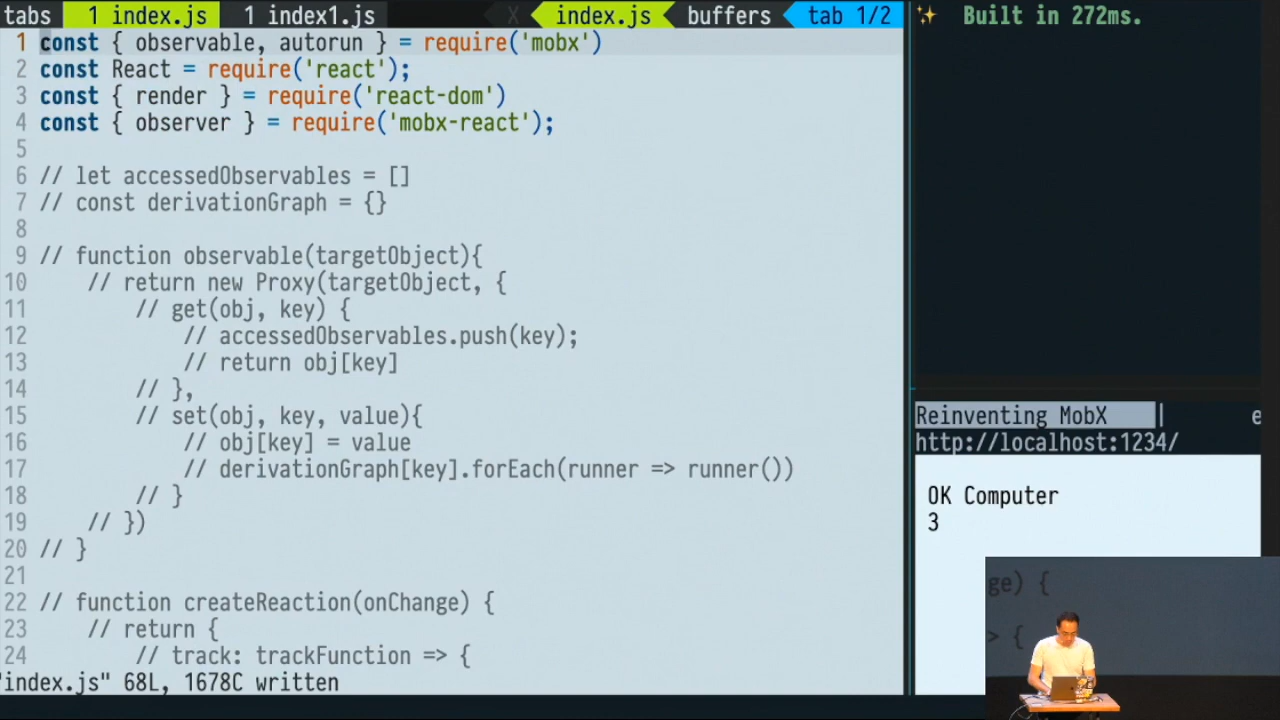 tabs 1 index.js 1 index1.js X index.js buffers tab 1/2
1 const { observable, autorun } = require('mobx')
2 const React = require('react');
3 const { render } = require('react-dom')
4 const { observer } = require('mobx-react');
5
6 // let accessedObservables = []
7 // const derivationGraph = {}
8
9 // function observable(targetObject){
10 // return new Proxy(targetObject, {
11 // get(obj, key) {
12 // accessedObservables.push(key);
13 // return obj[key]
14 // },
15 // set(obj, key, value){
16 // obj[key] = value
17 // derivationGraph[key].forEach(runner => runner())
18 // }
19 // })
20 // }
21
22 // function createReaction(onChange) {
23 // return {
24 // track: trackFunction => {
index.js" 68L, 1678C written
✨ Built in 272ms.
Reinventing MobX | e
http://localhost:1234/
OK Computer
3
ge) {
> {